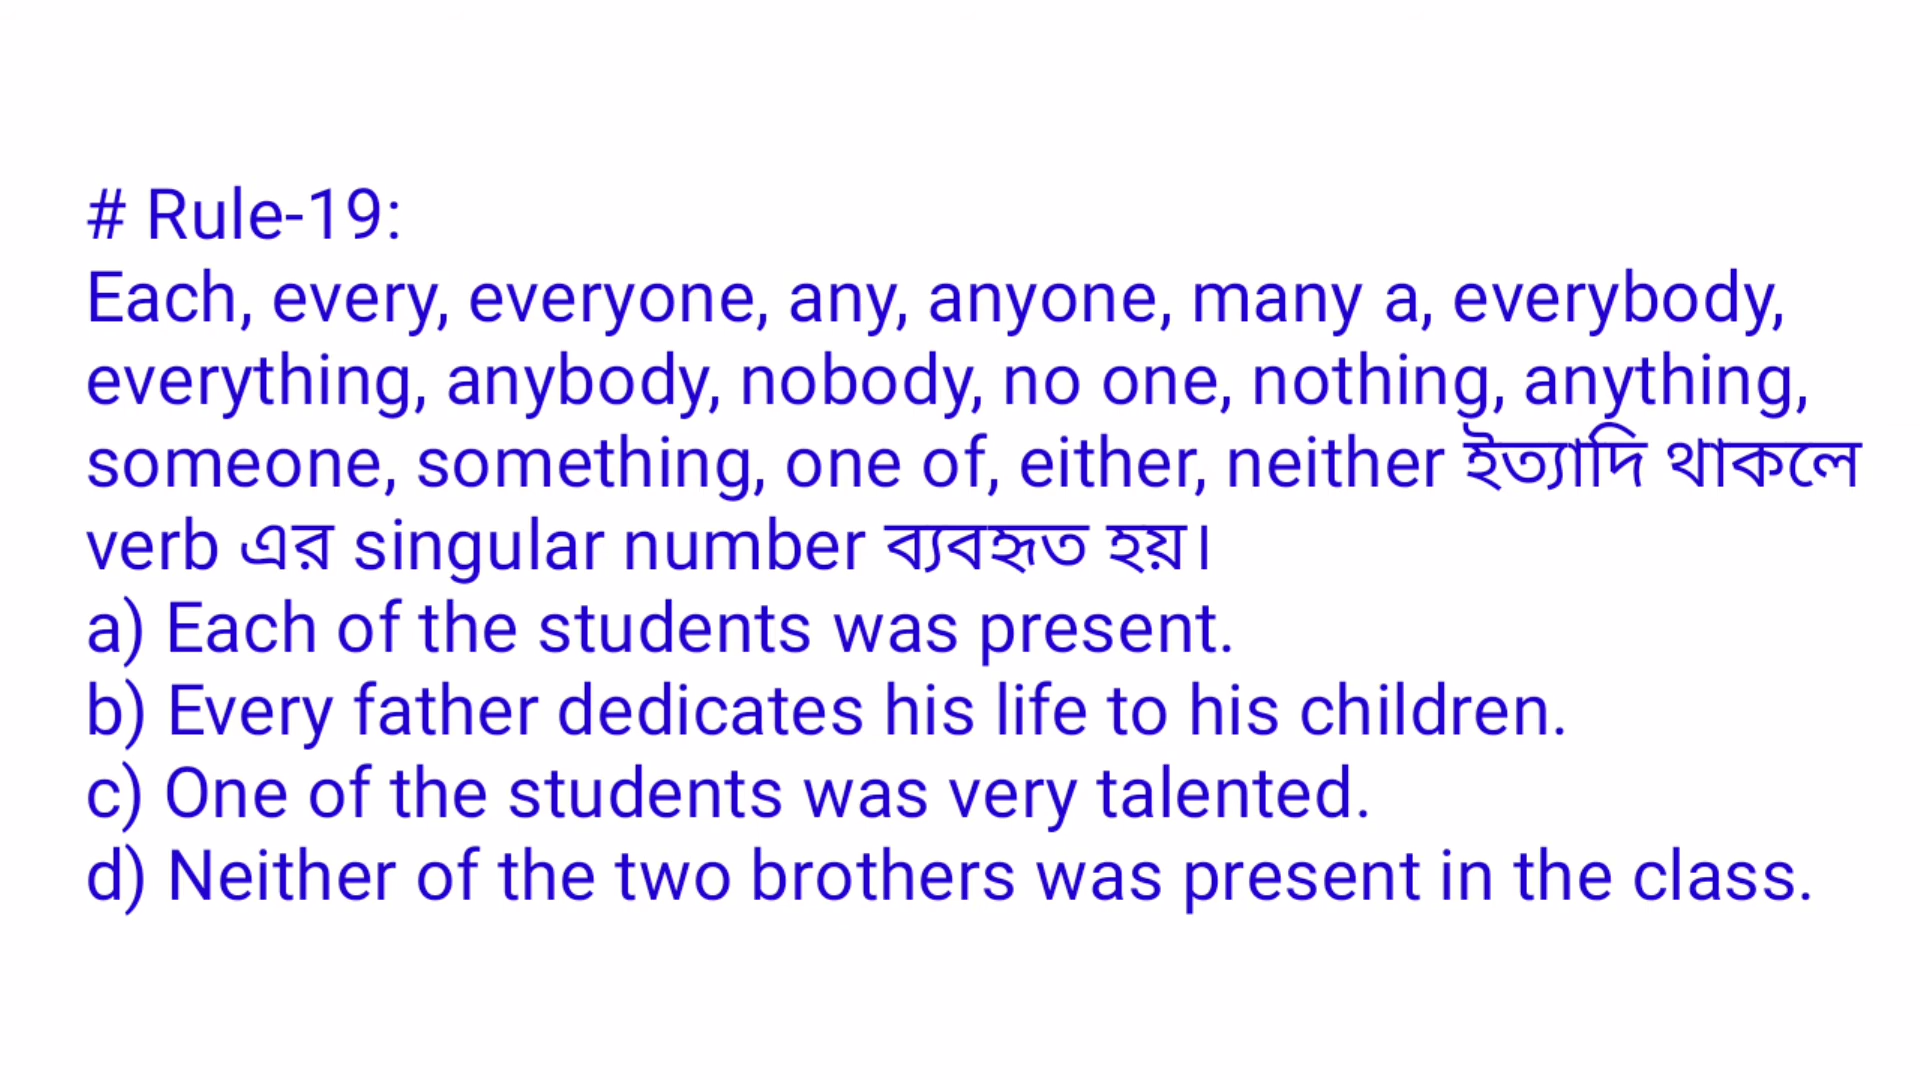 # Rule-19:
Each, every, everyone, any, anyone, many a, everybody,
everything, anybody, nobody, no one, nothing, anything,
someone, something, one of, either, neither ইত্যাদি থাকলে
verb এর singular number ব্যবহৃত হয়।
a) Each of the students was present.
b) Every father dedicates his life to his children.
c) One of the students was very talented.
d) Neither of the two brothers was present in the class.